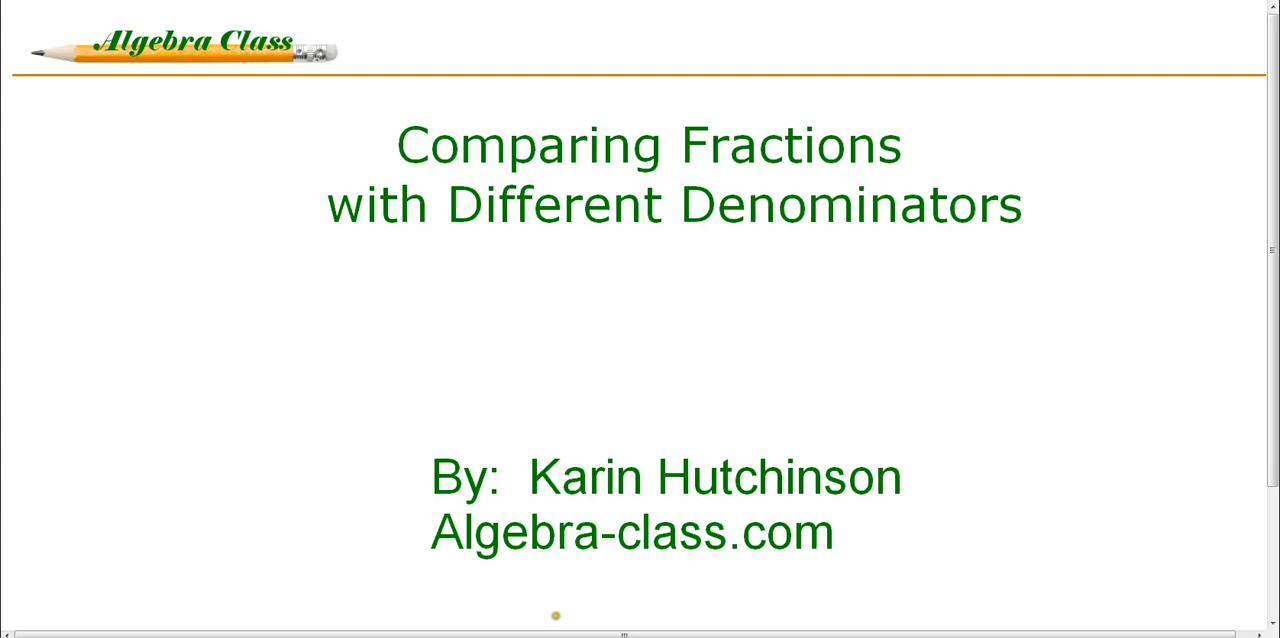 Algebra Class
Comparing Fractions
with Different Denominators
By: Karin Hutchinson
Algebra-class.com